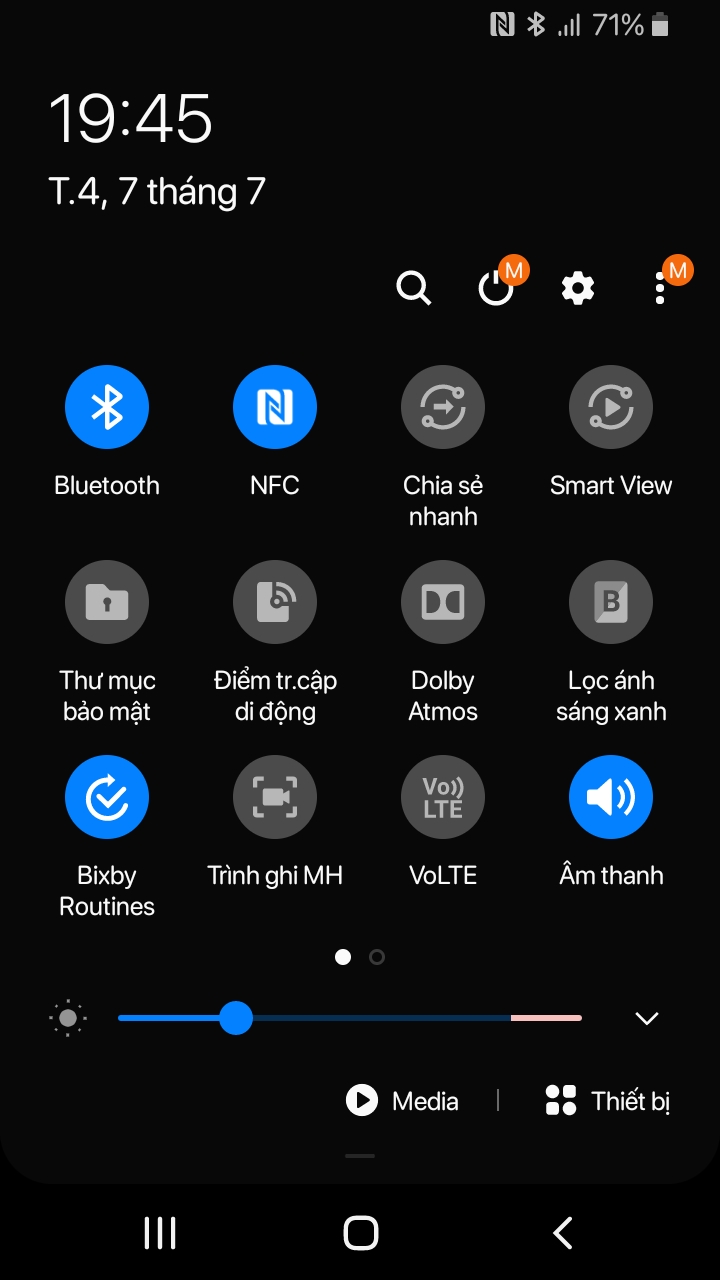 71%
19:45
T.4, 7 tháng 7
M
M
Bluetooth
NFC
Chia sẻ
nhanh
Smart View
Thư mục
bảo mật
Điểm tr.cập
di động
Dolby
Atmos
B
Lọc ánh
sáng xanh
Bixby
Routines
Trình ghi MH
Vo))
LTE
VoLTE
Âm thanh
Media
Thiết bị